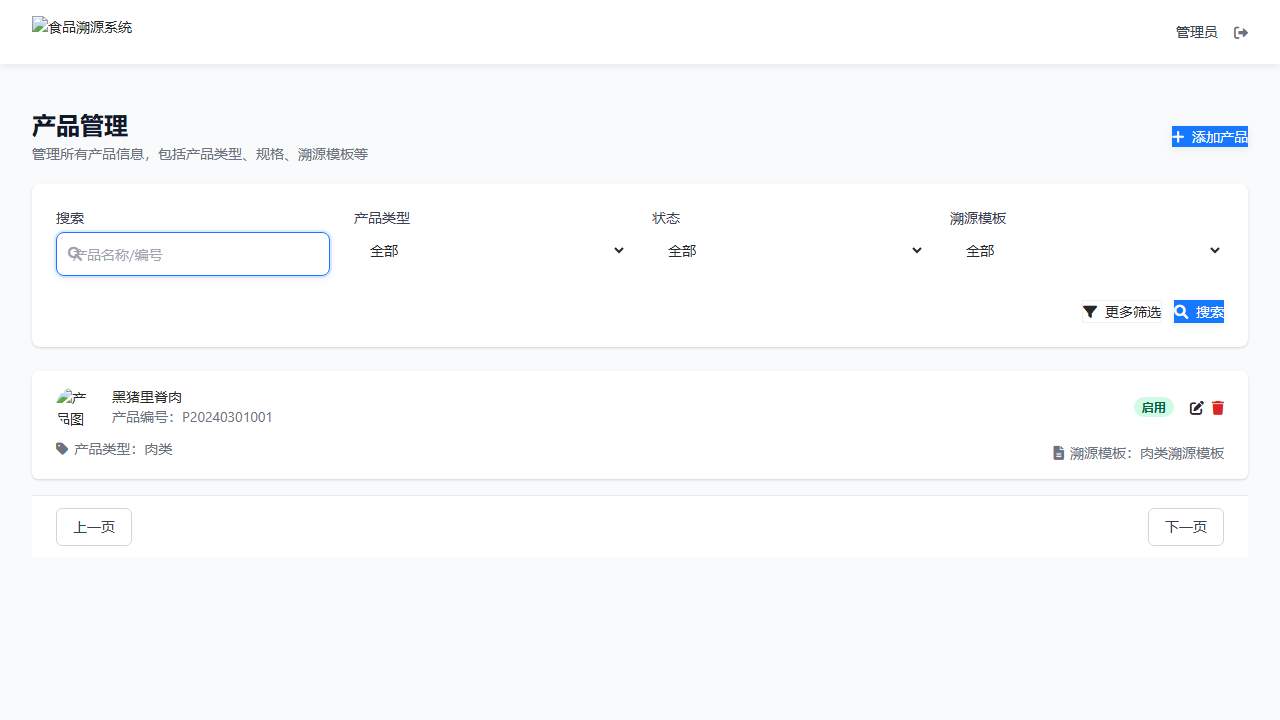 食品溯源系统
管理员
产品管理
管理所有产品信息，包括产品类型、规格、溯源模板等
添加产品
搜索
产品类型
状态
溯源模板
产品名称/编号
全部
全部
全部
更多筛选
搜索
产
品图
黑猪里脊肉
产品编号：P20240301001
启用
产品类型：肉类
溯源模板：肉类溯源模板
上一页
下一页